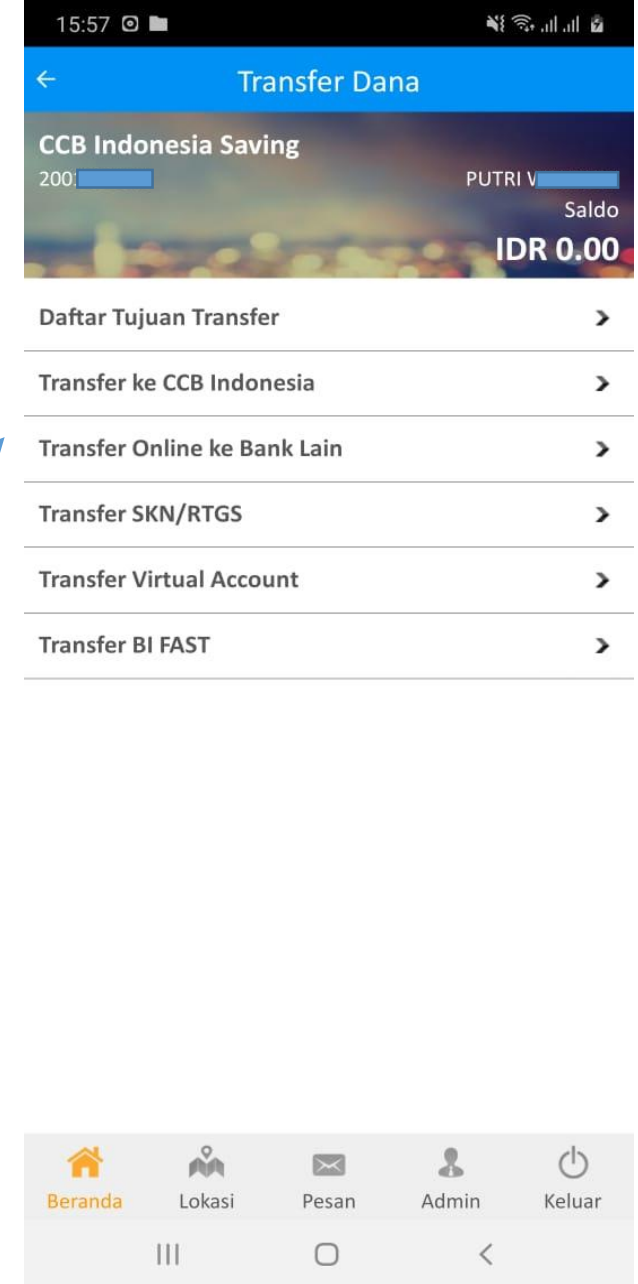 15:57
Transfer Dana
CCB Indonesia Saving
200
PUTRI
Saldo
IDR 0.00
Daftar Tujuan Transfer
Transfer ke CCB Indonesia
Transfer Online ke Bank Lain
Transfer SKN/RTGS
Transfer Virtual Account
Transfer BI FAST
Beranda Lokasi Pesan Admin Keluar